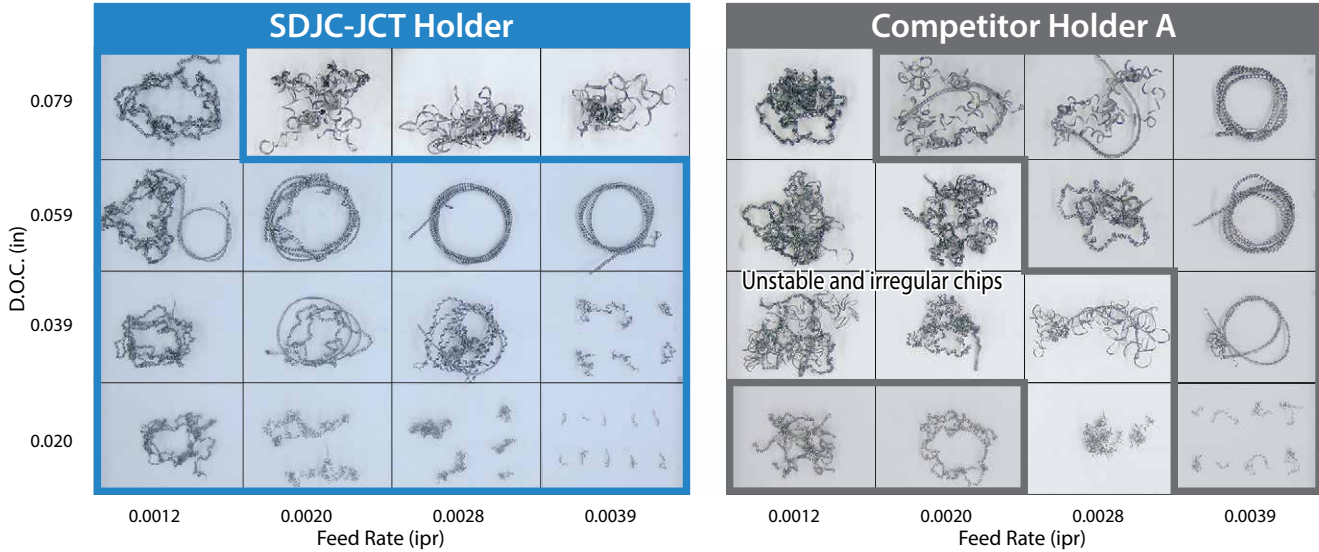 SDJC-JCT Holder
Competitor Holder A
D.O.C. (in)
0.079
0.059
0.039
0.020
Unstable and irregular chips
0.0012 0.0020 0.0028 0.0039
Feed Rate (ipr)
0.0012 0.0020 0.0028 0.0039
Feed Rate (ipr)